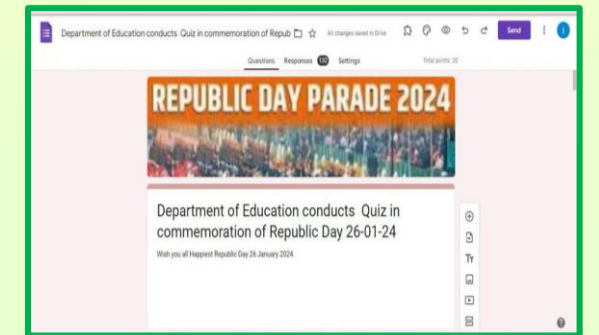 Department of Education conducts Quiz in commemoration of Repub
All changes saved in Drive
Send
Questions Responses 132 Settings
Total points: 20
REPUBLIC DAY PARADE 2024
Department of Education conducts Quiz in
commemoration of Republic Day 26-01-24
Wish you all Happiest Republic Day 26 January 2024.
Tr